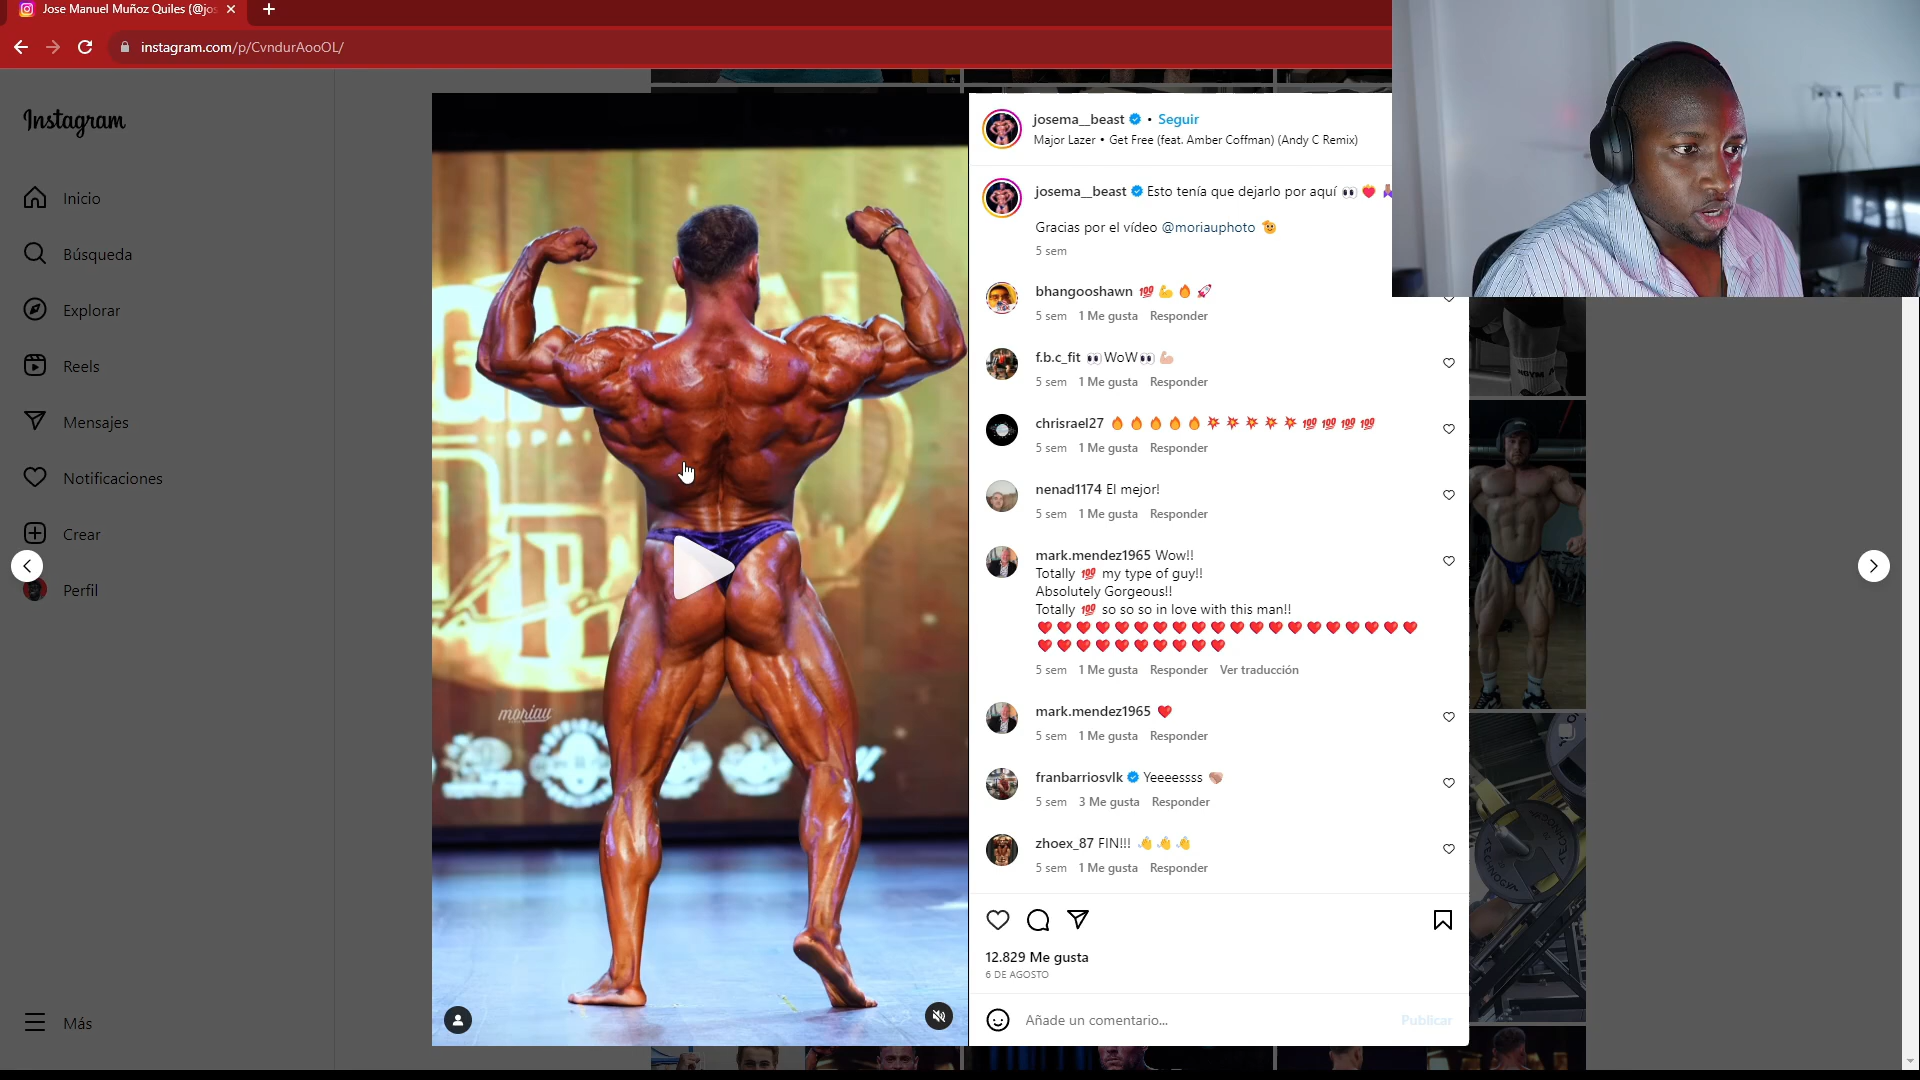 Jose Manuel Muñoz Quiles (@jos
instagram.com/p/CvndurAooOL/
Instagram
Inicio
Búsqueda
Explorar
Reels
Mensajes
Notificaciones
Crear
Perfil
Más
moriau
josema__beast • Seguir
Major Lazer • Get Free (feat. Amber Coffman) (Andy C Remix)
josema__beast Esto tenía que dejarlo por aquí 👀 ❤️‍🔥
Gracias por el vídeo @moriauphoto 🫡
5 sem
bhangooshawn 💯 💪 🔥 🚀
5 sem 1 Me gusta Responder
f.b.c_fit 👀WoW👀 💪🏼
5 sem 1 Me gusta Responder
chrisrael27 🔥 🔥 🔥 🔥 🔥 💥 💥 💥 💥 💥 💯 💯 💯 💯
5 sem 1 Me gusta Responder
nenad1174 El mejor!
5 sem 1 Me gusta Responder
mark.mendez1965 Wow!!
Totally 💯 my type of guy!!
Absolutely Gorgeous!!
Totally 💯 so so so in love with this man!!
❤️ ❤️ ❤️ ❤️ ❤️ ❤️ ❤️ ❤️ ❤️ ❤️ ❤️ ❤️ ❤️ ❤️ ❤️ ❤️ ❤️ ❤️ ❤️ ❤️
❤️ ❤️ ❤️ ❤️ ❤️ ❤️ ❤️ ❤️ ❤️ ❤️
5 sem 1 Me gusta Responder Ver traducción
mark.mendez1965 ❤️
5 sem 1 Me gusta Responder
franbarriosvlk Yeeeessss 👏🏽
5 sem 3 Me gusta Responder
zhoex_87 FIN!!! 👏 👏 👏
5 sem 1 Me gusta Responder
12.829 Me gusta
6 DE AGOSTO
Añade un comentario...
Publicar